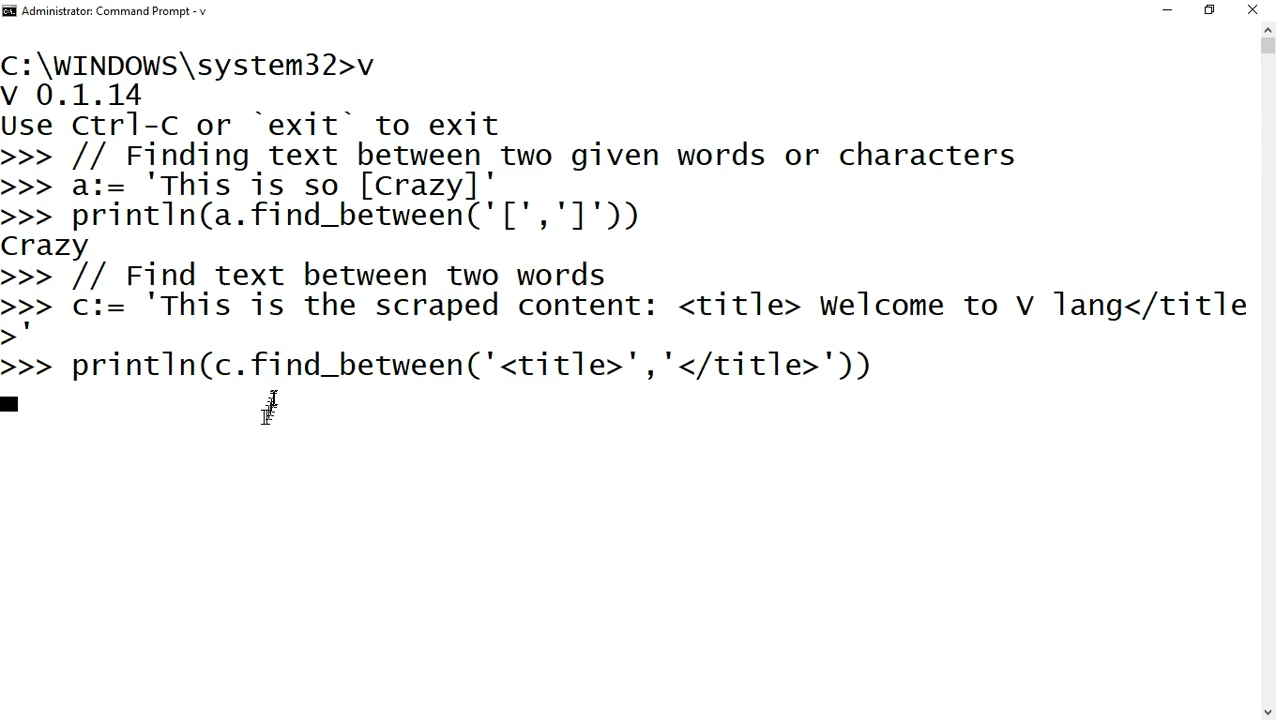 Administrator: Command Prompt - v
C:\WINDOWS\system32>v
V 0.1.14
Use Ctrl-C or `exit` to exit
>>> // Finding text between two given words or characters
>>> a:= 'This is so [Crazy]'
>>> println(a.find_between('[',']'))
Crazy
>>> // Find text between two words
>>> c:= 'This is the scraped content: <title> Welcome to V lang</title
>'
>>> println(c.find_between('<title>','</title>'))